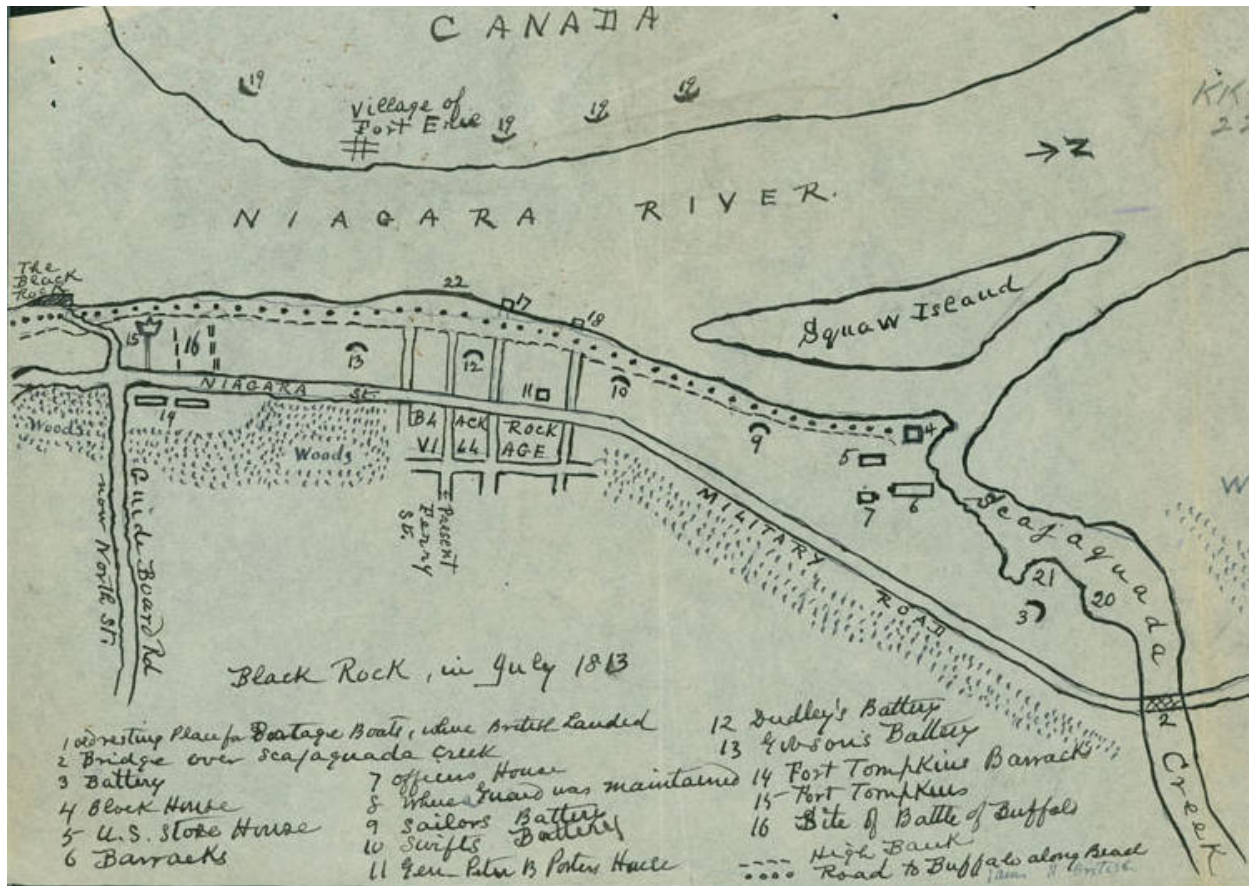 CANADA
19
19
19
19
Village of
Fort Erie
KK
22
→ N
NIAGARA RIVER.
The
Black
Rock
22
17
18
Squaw Island
15
16
13
12
11
10
9
4
5
6
7
NIAGARA St.
14
BLACK ROCK
VILLAGE
Woods
Woods
W
now North St.
Guide Board Rd
Present
Perry
St.
MILITARY ROAD
Scajaquada Creek
21
20
3
2
Black Rock, in July 1813
1 resting Place for Portage Boats, where British Landed
2 Bridge over Scajaquada Creek
3 Battery
4 Block House
5 U.S. Store House
6 Barracks
7 officers House
8 where Guard was maintained
9 Sailors Battery
10 Swifts Battery
11 Gen. Peter B Porters House
12 Dudley's Battery
13 Gibson's Battery
14 Fort Tompkins Barracks
15 Fort Tompkins
16 Site of Battle of Buffalo
---- High Bank
•••• Road to Buffalo along Beach
British